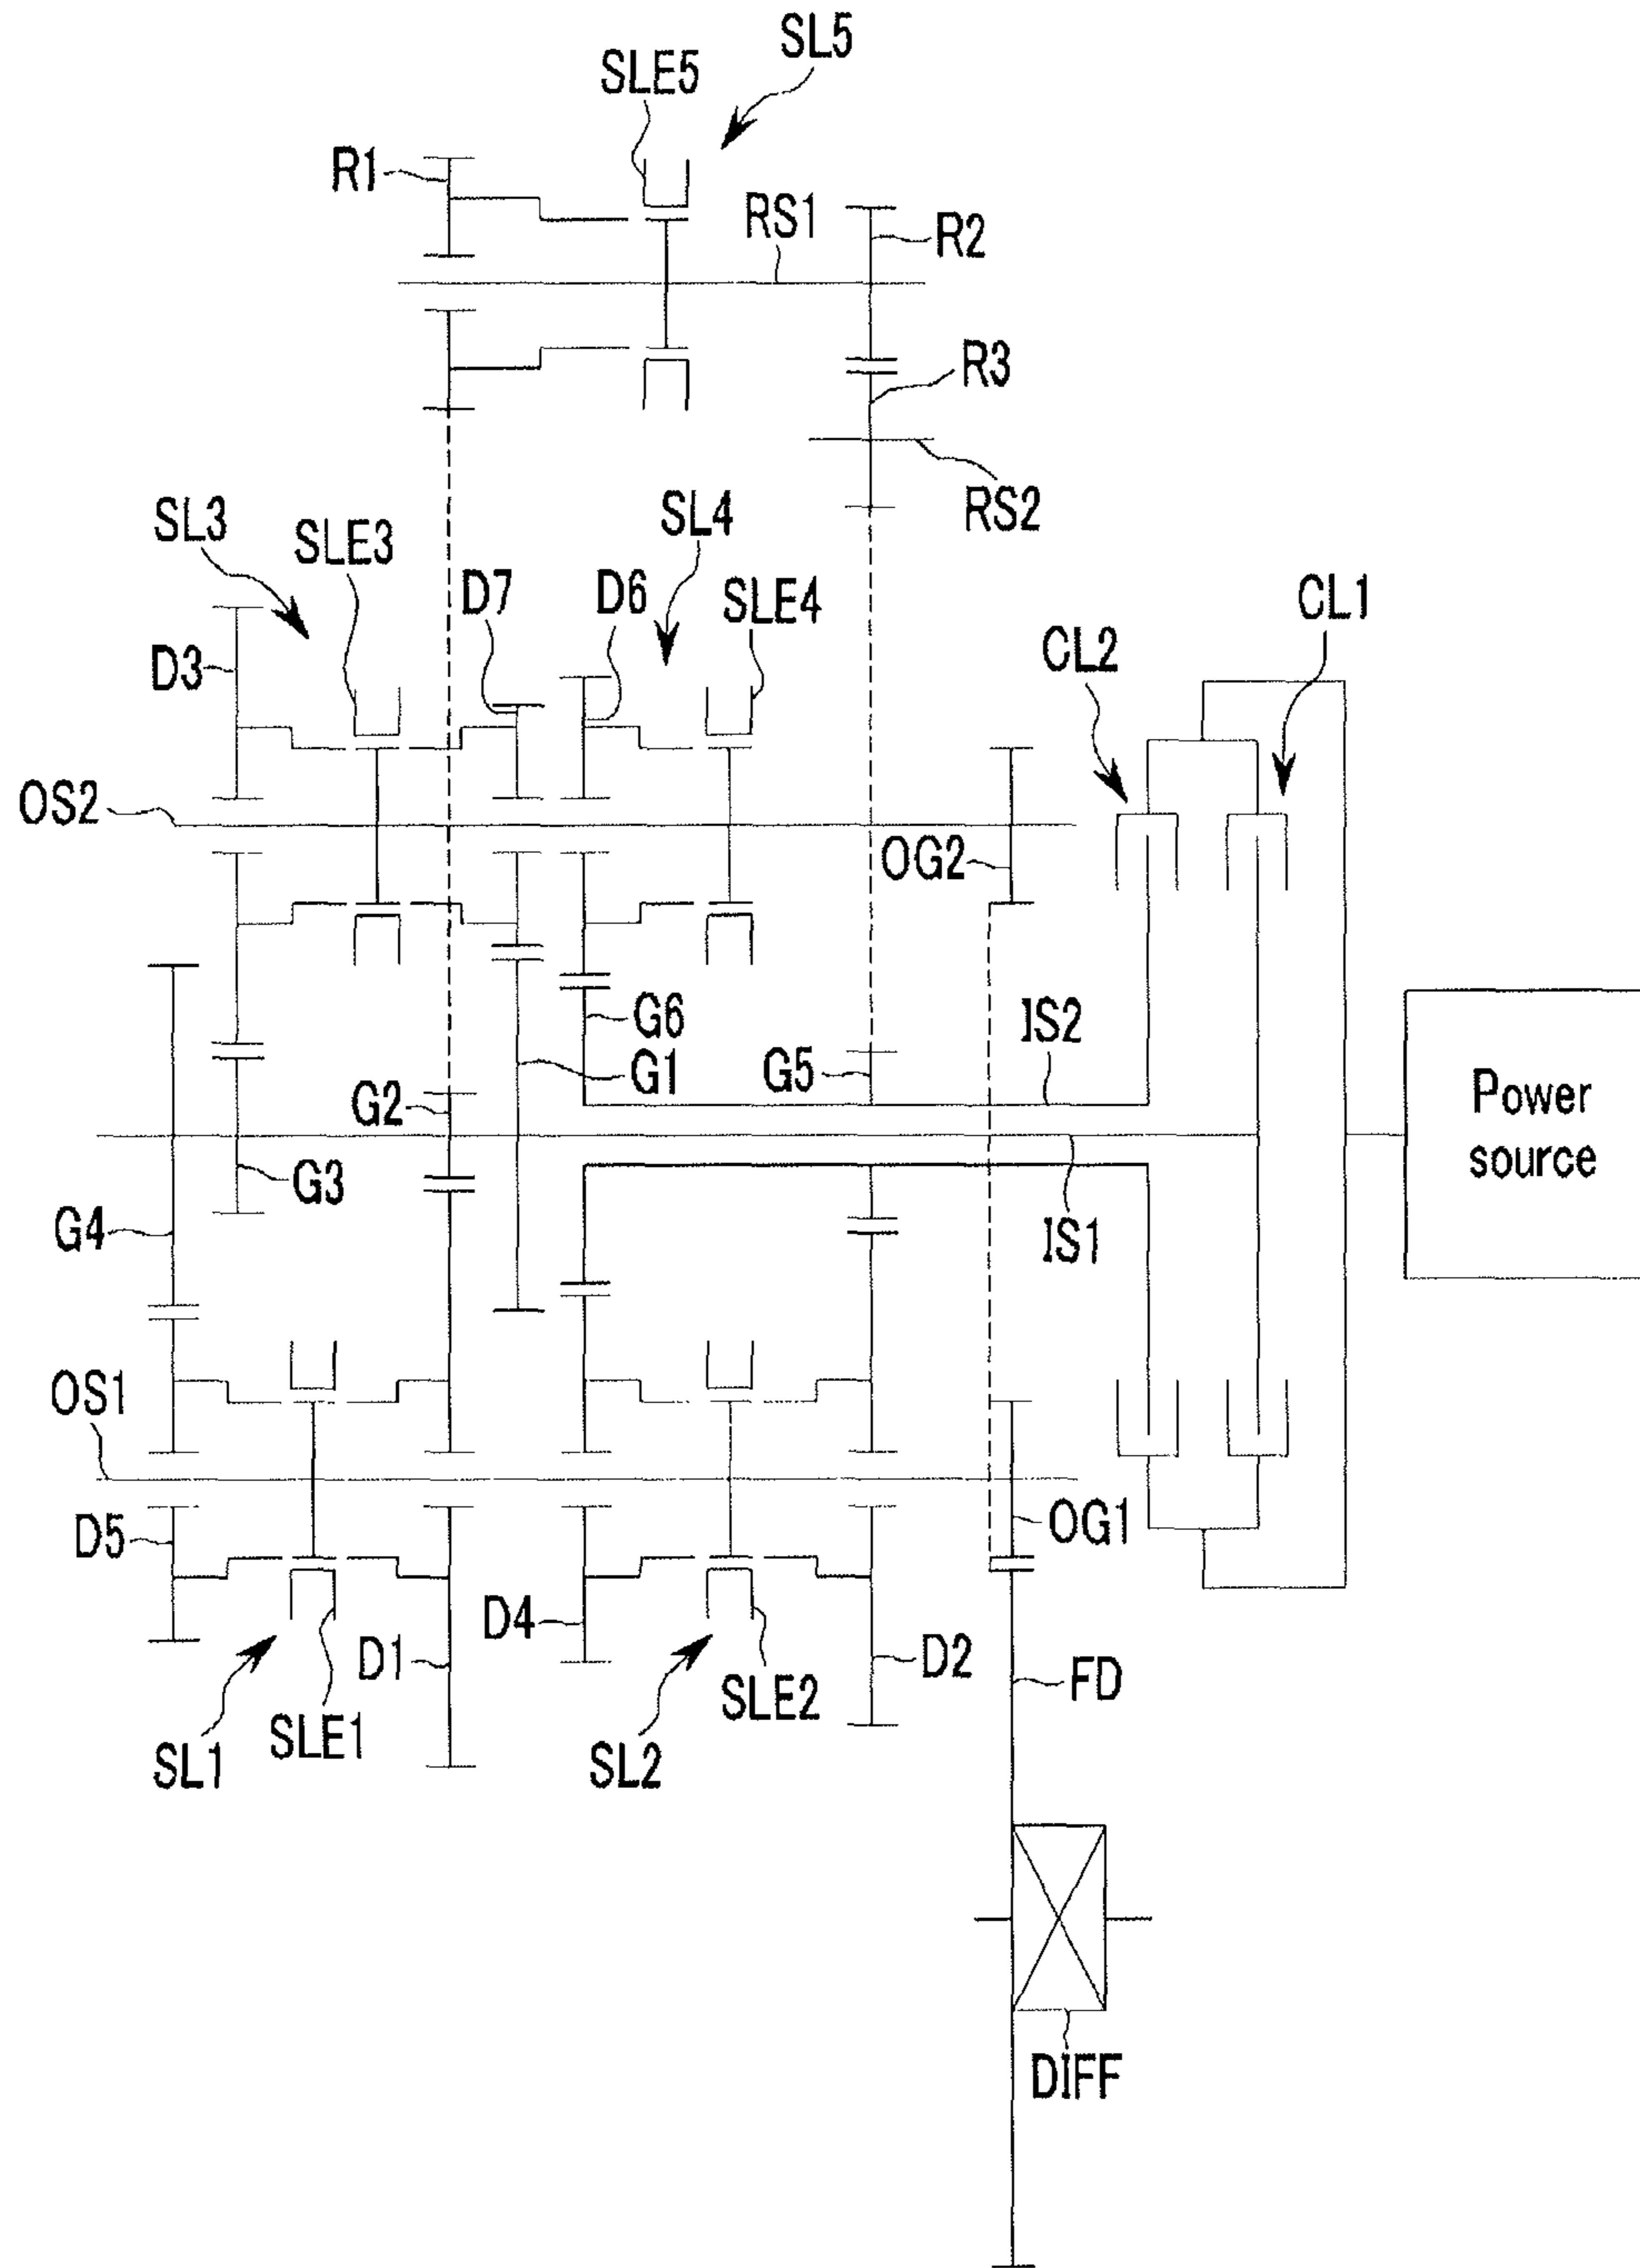 SL5
SLE5
R1
RS1
R2
R3
RS2
SL3
SLE3
SL4
D7
D6
SLE4
CL1
CL2
D3
OS2
OG2
G6
IS2
G1
G5
G2
Power
source
G3
G4
IS1
OS1
OG1
D5
D4
D1
D2
FD
SLE2
SLE1
SL1
SL2
DIFF